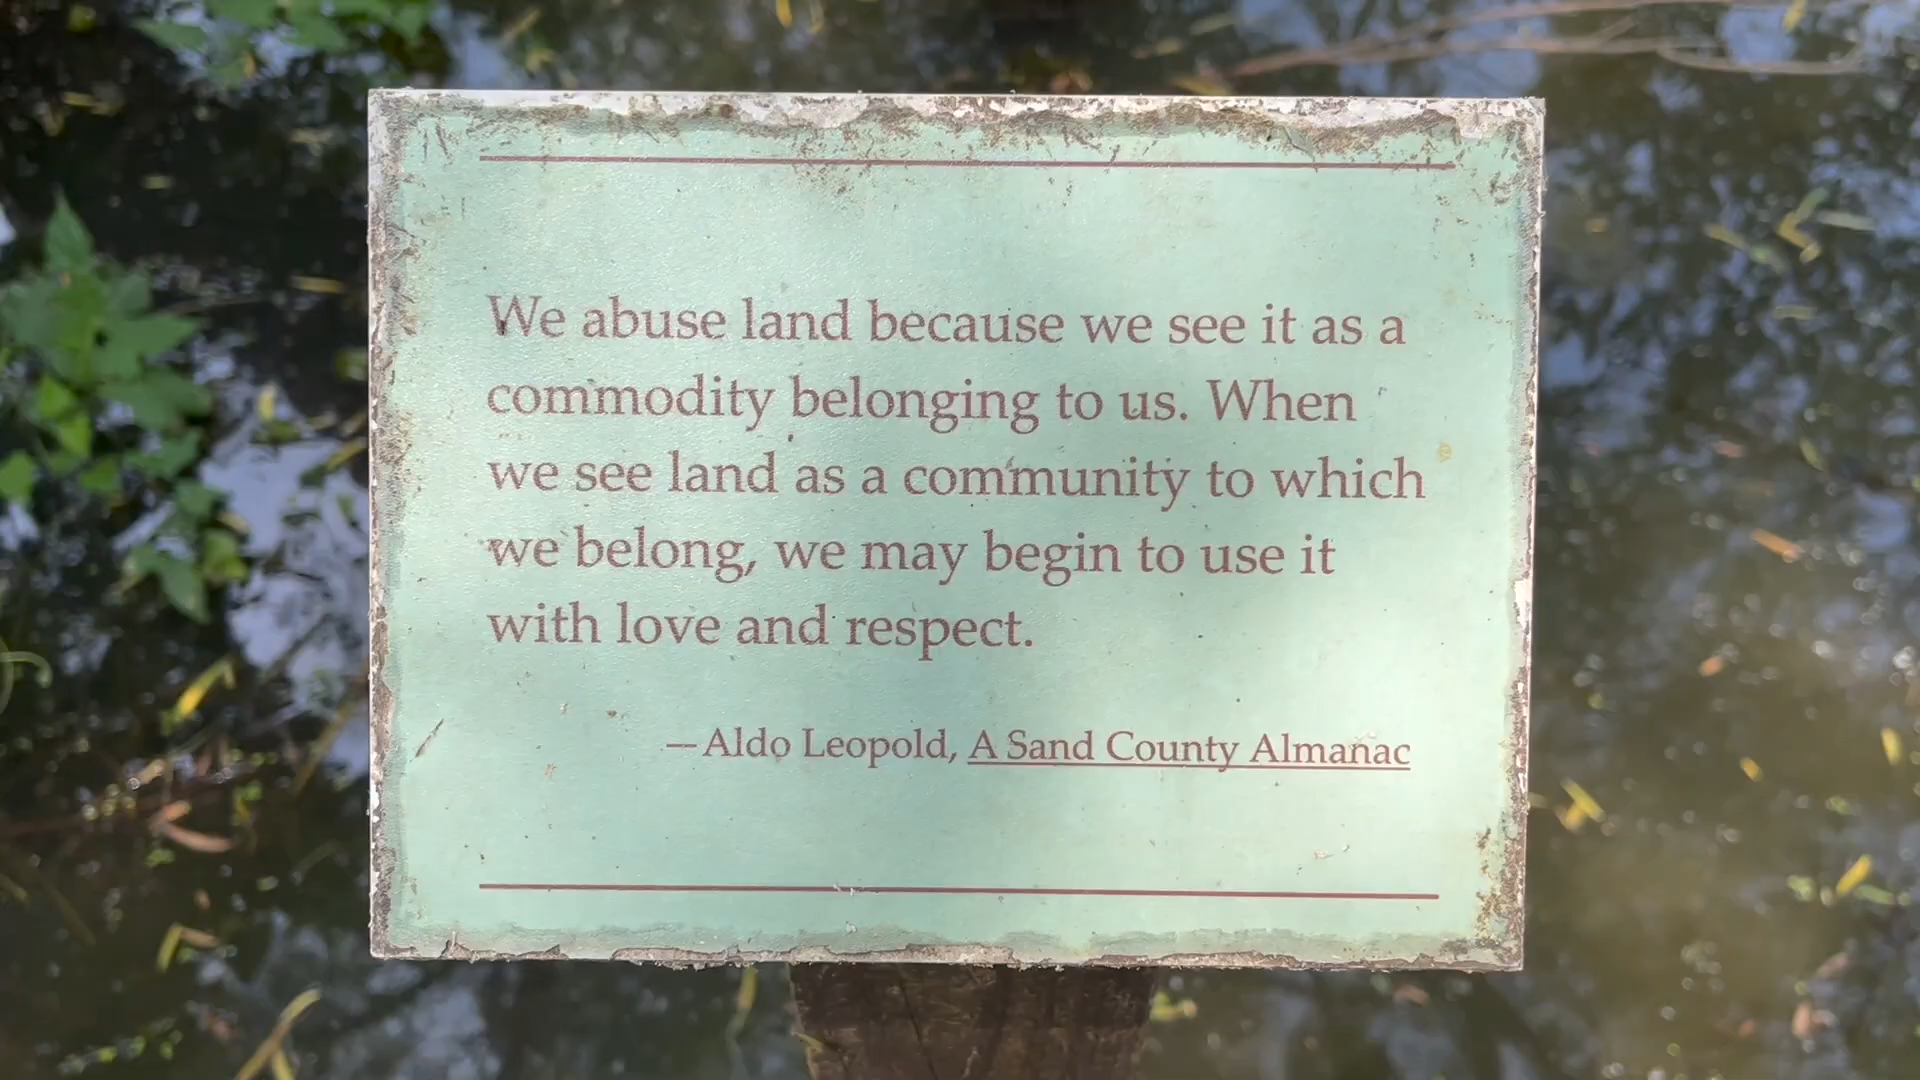 We abuse land because we see it as a
commodity belonging to us. When
we see land as a community to which
we belong, we may begin to use it
with love and respect.
—Aldo Leopold, A Sand County Almanac